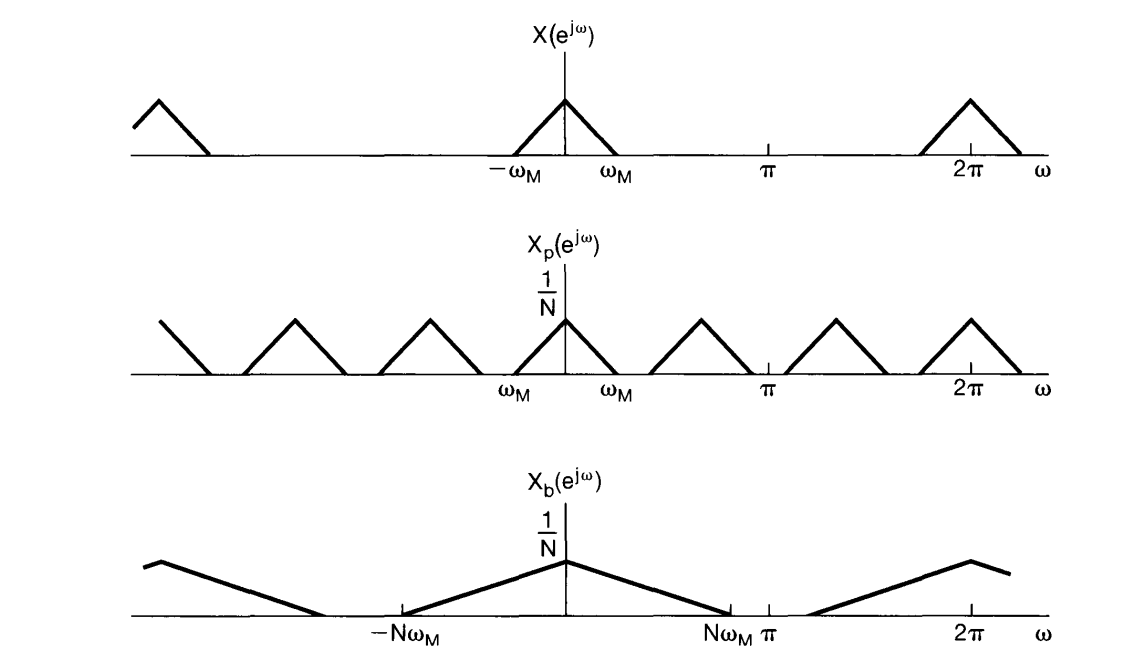 X(e^{jω})
−ω_M ω_M π 2π ω
X_p(e^{jω})
1/N
ω_M ω_M π 2π ω
X_b(e^{jω})
1/N
−Nω_M Nω_M π 2π ω